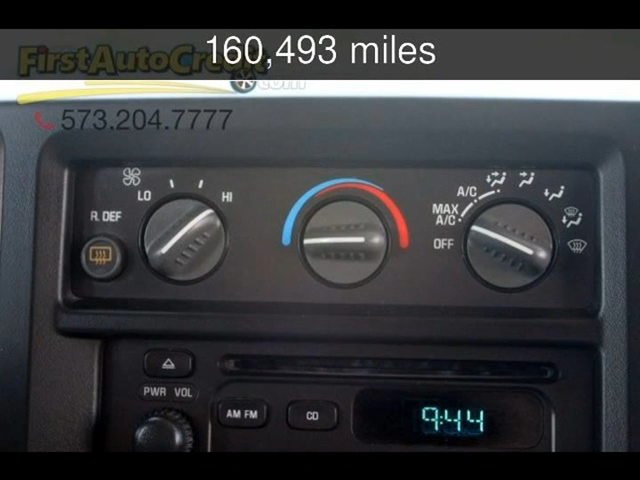 160,493 miles
FirstAutoCredit
.com
573.204.7777
LO HI
R. DEF
A/C
MAX
A/C
OFF
PWR VOL
AM FM
CD
9:44